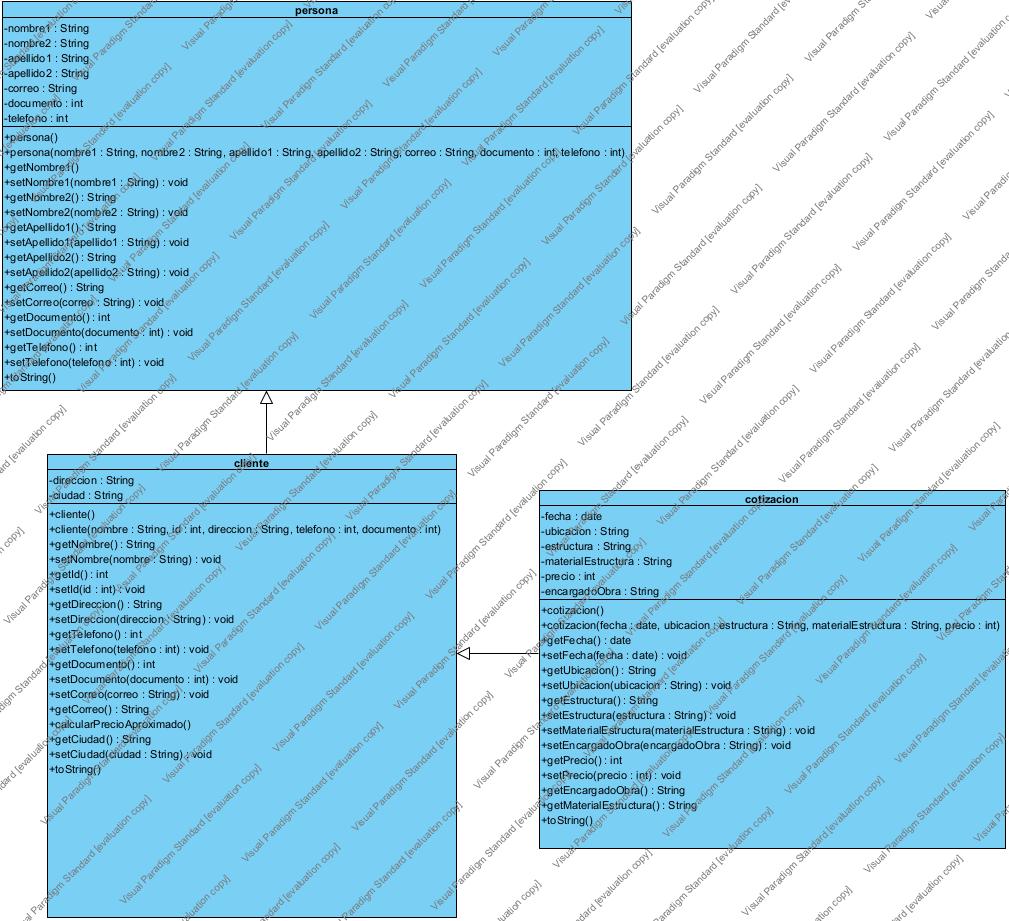 persona
-nombre1 : String
-nombre2 : String
-apellido1 : String
-apellido2 : String
-correo : String
-documento : int
-telefono : int
+persona()
+persona(nombre1 : String, nombre2 : String, apellido1 : String, apellido2 : String, correo : String, documento : int, telefono : int)
+getNombre1()
+setNombre1(nombre1 : String) : void
+getNombre2() : String
+setNombre2(nombre2 : String) : void
+getApellido1() : String
+setApellido1(apellido1 : String) : void
+getApellido2() : String
+setApellido2(apellido2 : String) : void
+getCorreo() : String
+setCorreo(correo : String) : void
+getDocumento() : int
+setDocumento(documento : int) : void
+getTelefono() : int
+setTelefono(telefono : int) : void
+toString()
cliente
-direccion : String
-ciudad : String
+cliente()
+cliente(nombre : String, id : int, direccion : String, telefono : int, documento : int)
+getNombre() : String
+setNombre(nombre : String) : void
+getId() : int
+setId(id : int) : void
+getDireccion() : String
+setDireccion(direccion : String) : void
+getTelefono() : int
+setTelefono(telefono : int) : void
+getDocumento() : int
+setDocumento(documento : int) : void
+setCorreo(correo : String) : void
+getCorreo() : String
+calcularPrecioAproximado()
+getCiudad() : String
+setCiudad(ciudad : String) : void
+toString()
cotizacion
-fecha : date
-ubicacion : String
-estructura : String
-materialEstructura : String
-precio : int
-encargadoObra : String
+cotizacion()
+cotizacion(fecha : date, ubicacion : estructura : String, materialEstructura : String, precio : int)
+getFecha() : date
+setFecha(fecha : date) : void
+getUbicacion() : String
+setUbicacion(ubicacion : String) : void
+getEstructura() : String
+setEstructura(estructura : String) : void
+setMaterialEstructura(materialEstructura : String) : void
+setEncargadoObra(encargadoObra : String) : void
+getPrecio() : int
+setPrecio(precio : int) : void
+getEncargadoObra() : String
+getMaterialEstructura() : String
+toString()
Visual Paradigm Standard [evaluation copy]